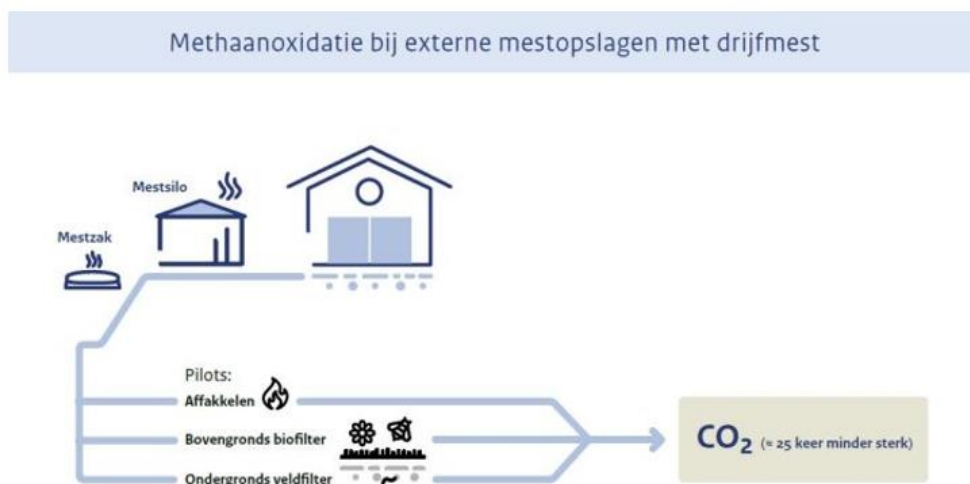 Methaanoxidatie bij externe mestopslagen met drijfmest
Mestsilo
Mestzak
Pilots:
Affakkelen
Bovengronds biofilter
Ondergronds veldfilter
CO₂ (≈ 25 keer minder sterk)